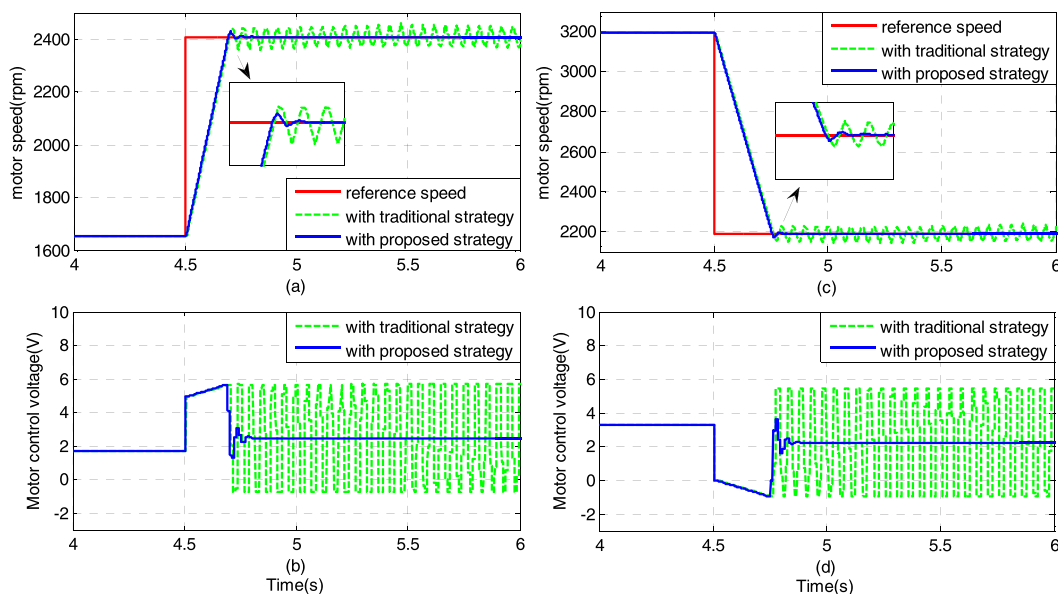 motor speed(rpm)
2400
2200
2000
1800
1600
reference speed
with traditional strategy
with proposed strategy
4
4.5
5
5.5
6
(a)
motor speed(rpm)
3200
3000
2800
2600
2400
2200
reference speed
with traditional strategy
with proposed strategy
4
4.5
5
5.5
6
(c)
Motor control voltage(V)
10
8
6
4
2
0
-2
with traditional strategy
with proposed strategy
4
4.5
5
5.5
6
(b)
Time(s)
Motor control voltage(V)
10
8
6
4
2
0
-2
with traditional strategy
with proposed strategy
4
4.5
5
5.5
6
(d)
Time(s)